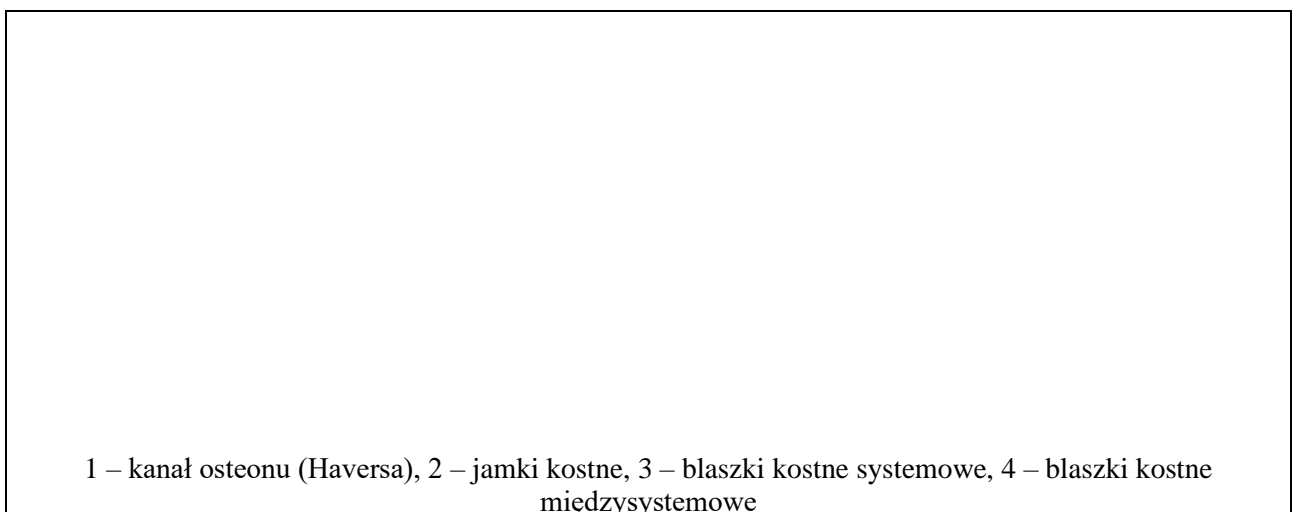 1 – kanał osteonu (Haversa), 2 – jamki kostne, 3 – blaszki kostne systemowe, 4 – blaszki kostne
międzysystemowe